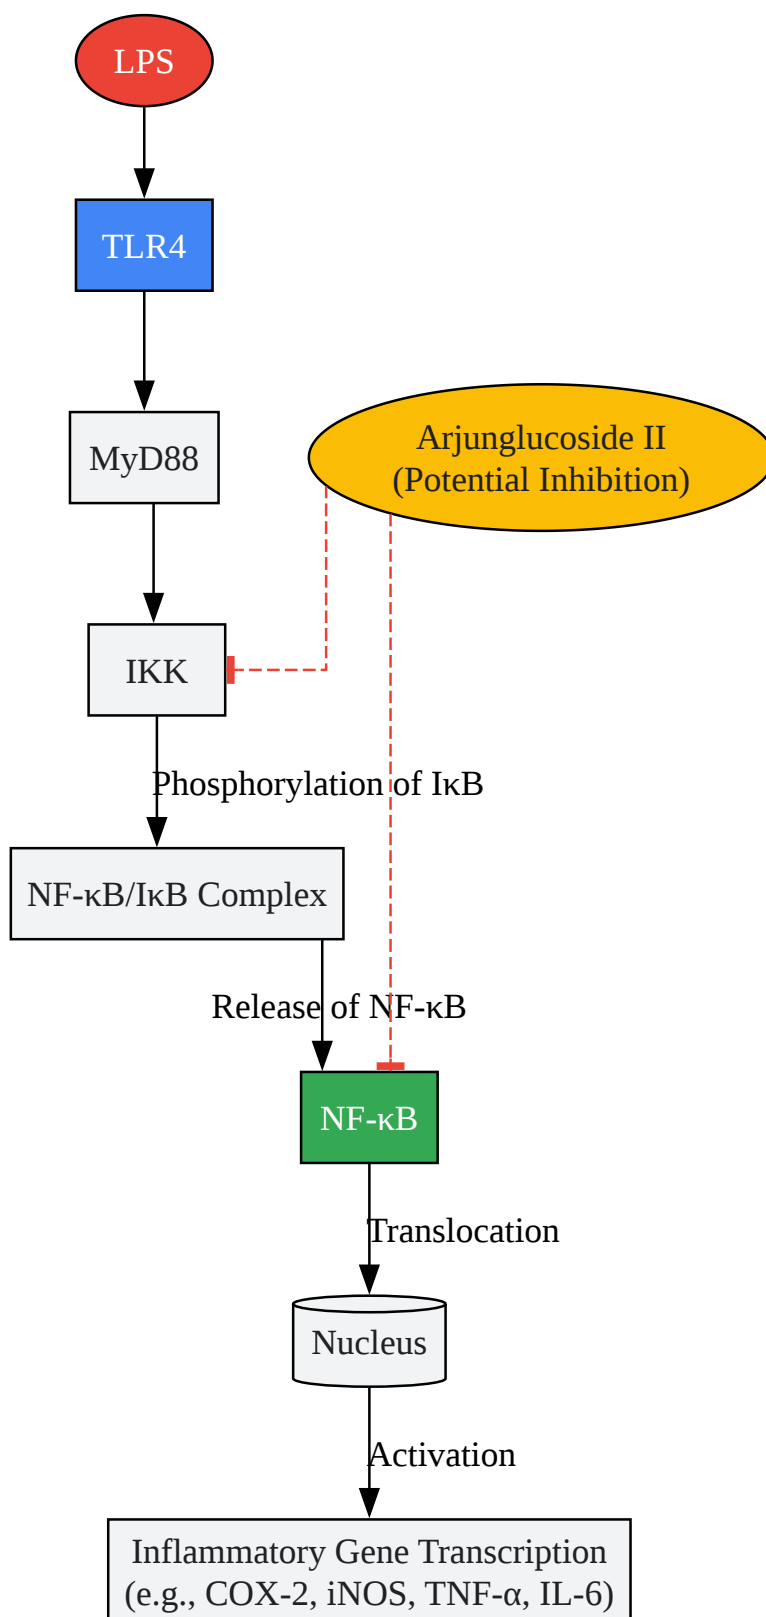 LPS
TLR4
MyD88
Arjunglucoside II
(Potential Inhibition)
IKK
Phosphorylation of IκB
NF-κB/IκB Complex
Release of NF-κB
NF-κB
Translocation
Nucleus
Activation
Inflammatory Gene Transcription
(e.g., COX-2, iNOS, TNF-α, IL-6)